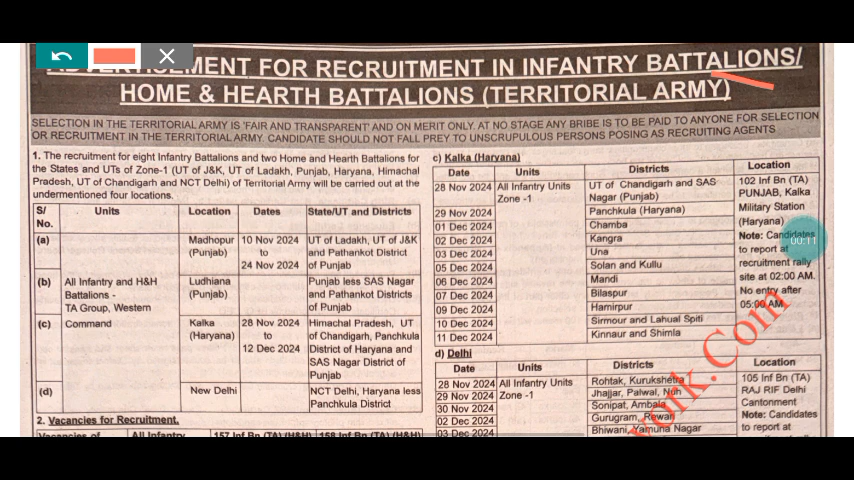 ADVERTISEMENT FOR RECRUITMENT IN INFANTRY BATTALIONS/
HOME & HEARTH BATTALIONS (TERRITORIAL ARMY)
SELECTION IN THE TERRITORIAL ARMY IS 'FAIR AND TRANSPARENT' AND ON MERIT ONLY. AT NO STAGE ANY BRIBE IS TO BE PAID TO ANYONE FOR SELECTION
OR RECRUITMENT IN THE TERRITORIAL ARMY. CANDIDATE SHOULD NOT FALL PREY TO UNSCRUPULOUS PERSONS POSING AS RECRUITING AGENTS
1. The recruitment for eight Infantry Battalions and two Home and Hearth Battalions for
the States and UTs of Zone-1 (UT of J&K, UT of Ladakh, Punjab, Haryana, Himachal
Pradesh, UT of Chandigarh and NCT Delhi) of Territorial Army will be carried out at the
undermentioned four locations.
S/ No. Units Location Dates State/UT and Districts
(a) Madhopur 10 Nov 2024 UT of Ladakh, UT of J&K
(Punjab) to and Pathankot District
24 Nov 2024 of Punjab
(b) All Infantry and H&H Ludhiana Punjab less SAS Nagar
Battalions - (Punjab) and Pathankot Districts
TA Group, Western of Punjab
(c) Command Kalka 28 Nov 2024 Himachal Pradesh, UT
(Haryana) to of Chandigarh, Panchkula
12 Dec 2024 District of Haryana and
SAS Nagar District of
Punjab
(d) New Delhi NCT Delhi, Haryana less
Panchkula District
2. Vacancies for Recruitment.
Vacancies of All Infantry 157 Inf Bn (TA) (H&H) 158 Inf Bn (TA) (H&H)
c) Kalka (Haryana)
Date Units Districts Location
28 Nov 2024 All Infantry Units UT of Chandigarh and SAS 102 Inf Bn (TA)
Zone -1 Nagar (Punjab) PUNJAB, Kalka
29 Nov 2024 Panchkula (Haryana) Military Station
01 Dec 2024 Chamba (Haryana)
02 Dec 2024 Kangra Note: Candidates
03 Dec 2024 Una to report at
05 Dec 2024 Solan and Kullu recruitment rally
06 Dec 2024 Mandi site at 02:00 AM.
07 Dec 2024 Bilaspur No entry after
09 Dec 2024 Hamirpur 05:00 AM.
10 Dec 2024 Sirmour and Lahual Spiti
11 Dec 2024 Kinnaur and Shimla
d) Delhi
Date Units Districts Location
28 Nov 2024 All Infantry Units Rohtak, Kurukshetra 105 Inf Bn (TA)
29 Nov 2024 Zone -1 Jhajjar, Palwal, Nuh RAJ RIF Delhi
30 Nov 2024 Sonipat, Ambala Cantonment
02 Dec 2024 Gurugram, Rewari Note: Candidates
03 Dec 2024 Bhiwani, Yamuna Nagar to report at
00:11
work.Com